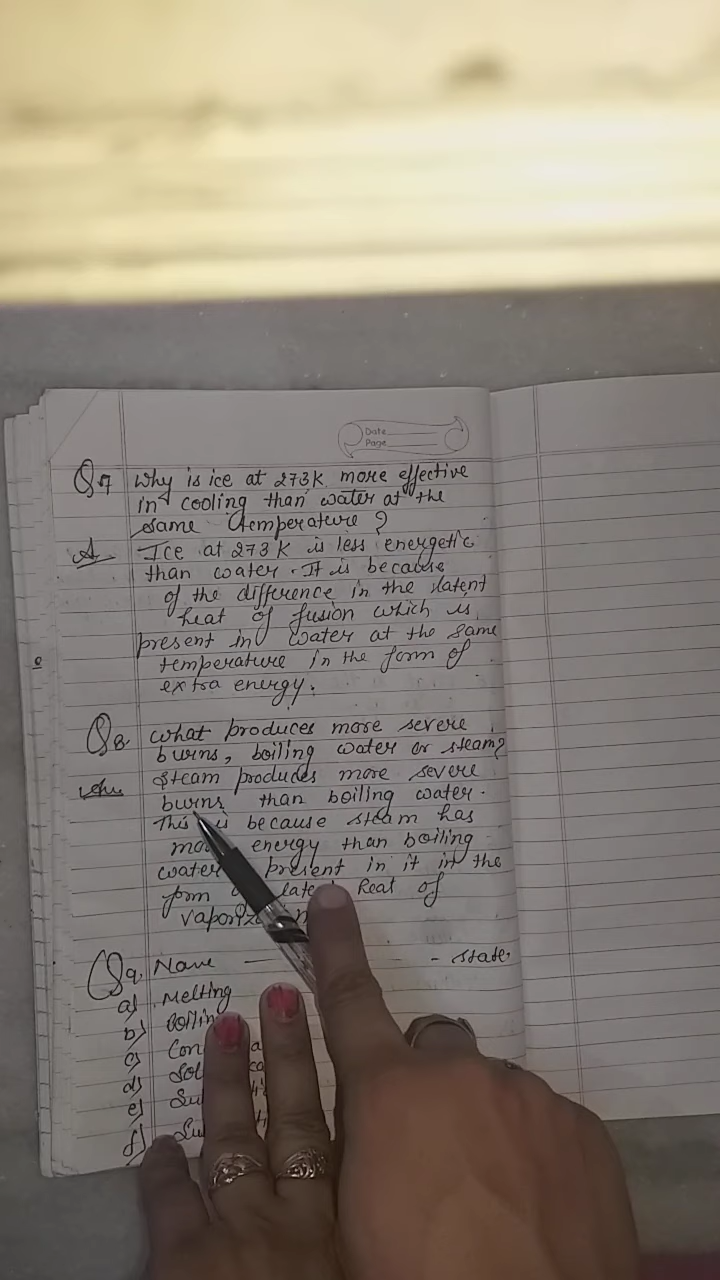 Date
Page
Q7 Why is ice at 273K more effective
in cooling than water at the
same temperature ?
A. Ice at 273 K is less energetic
than water. It is because
of the difference in the latent
heat of fusion which is
present in water at the same
temperature in the form of
extra energy.
Q8. What produces more severe
burns, boiling water or steam?
Ans Steam produces more severe
burns than boiling water.
This is because steam has
energy than boiling
water present in it in the
form late heat of
Q9. Name - state.
a) Melting
b)
c)
d)
e)
f)